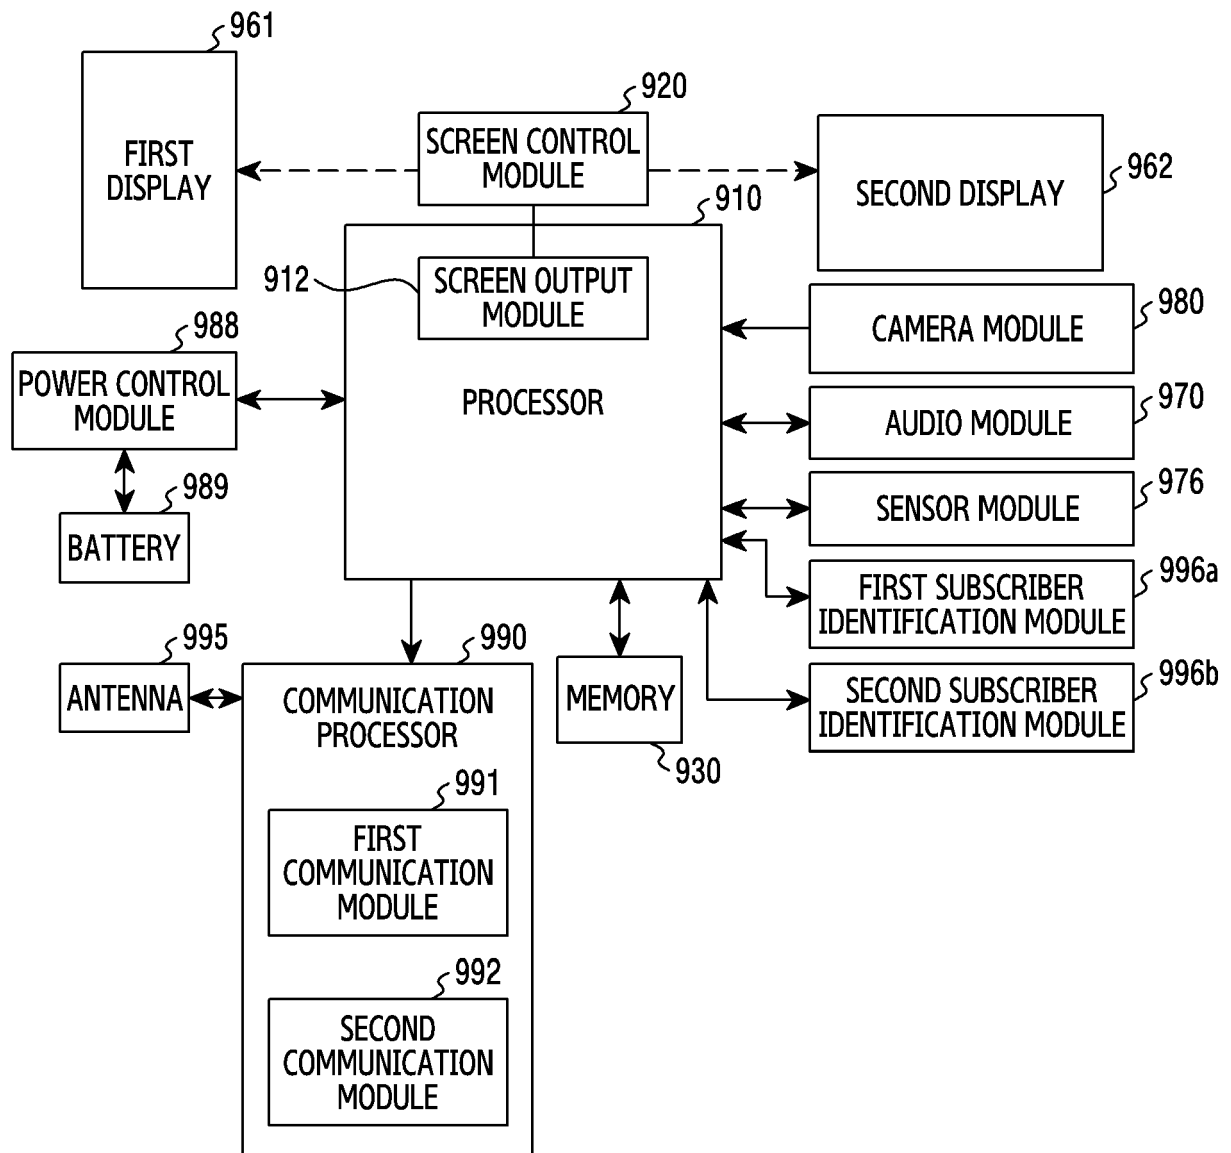 961
FIRST
DISPLAY
920
SCREEN CONTROL
MODULE
962
SECOND DISPLAY
910
912
SCREEN OUTPUT
MODULE
PROCESSOR
980
CAMERA MODULE
988
POWER CONTROL
MODULE
970
AUDIO MODULE
989
BATTERY
976
SENSOR MODULE
996a
FIRST SUBSCRIBER
IDENTIFICATION MODULE
995
ANTENNA
990
COMMUNICATION
PROCESSOR
MEMORY
930
996b
SECOND SUBSCRIBER
IDENTIFICATION MODULE
991
FIRST
COMMUNICATION
MODULE
992
SECOND
COMMUNICATION
MODULE